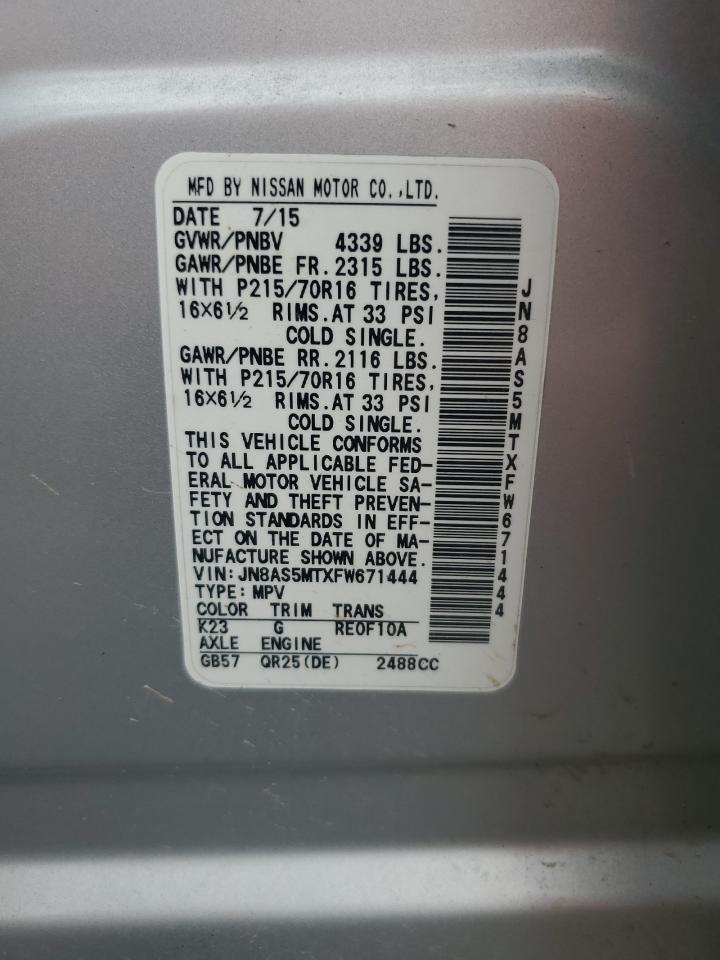 MFD BY NISSAN MOTOR CO.,LTD.
DATE 7/15
GVWR/PNBV 4339 LBS.
GAWR/PNBE FR.2315 LBS.
WITH P215/70R16 TIRES,
16X6½ RIMS.AT 33 PSI
COLD SINGLE.
GAWR/PNBE RR.2116 LBS.
WITH P215/70R16 TIRES,
16X6½ RIMS.AT 33 PSI
COLD SINGLE.
THIS VEHICLE CONFORMS
TO ALL APPLICABLE FED-
ERAL MOTOR VEHICLE SA-
FETY AND THEFT PREVEN-
TION STANDARDS IN EFF-
ECT ON THE DATE OF MA-
NUFACTURE SHOWN ABOVE.
VIN:JN8AS5MTXFW671444
TYPE:MPV
COLOR TRIM TRANS
K23 G RE0F10A
AXLE ENGINE
GB57 QR25(DE) 2488CC
JN8AS5MTXFW671444